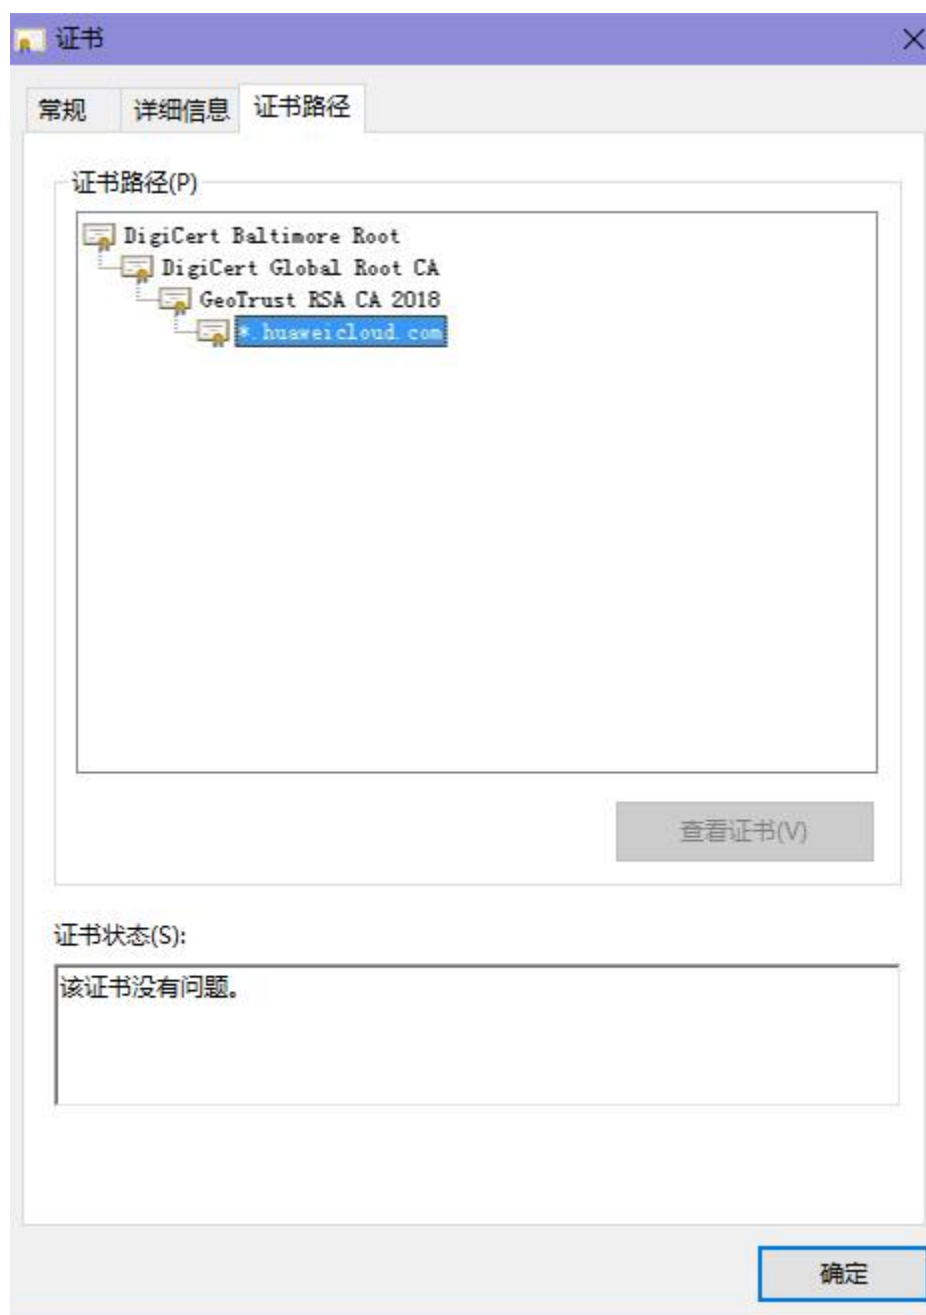 证书
常规 详细信息 证书路径
证书路径(P)
DigiCert Baltimore Root
DigiCert Global Root CA
GeoTrust RSA CA 2018
*.huaweicloud.com
查看证书(V)
证书状态(S):
该证书没有问题。
确定